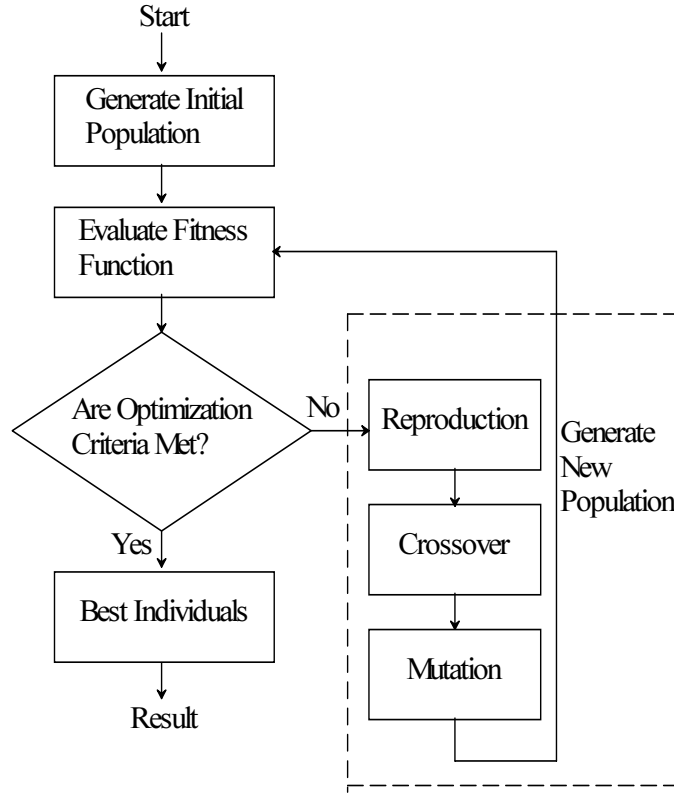 Start
Generate Initial
Population
Evaluate Fitness
Function
Are Optimization
Criteria Met?
No
Yes
Best Individuals
Result
Reproduction
Crossover
Mutation
Generate
New
Population